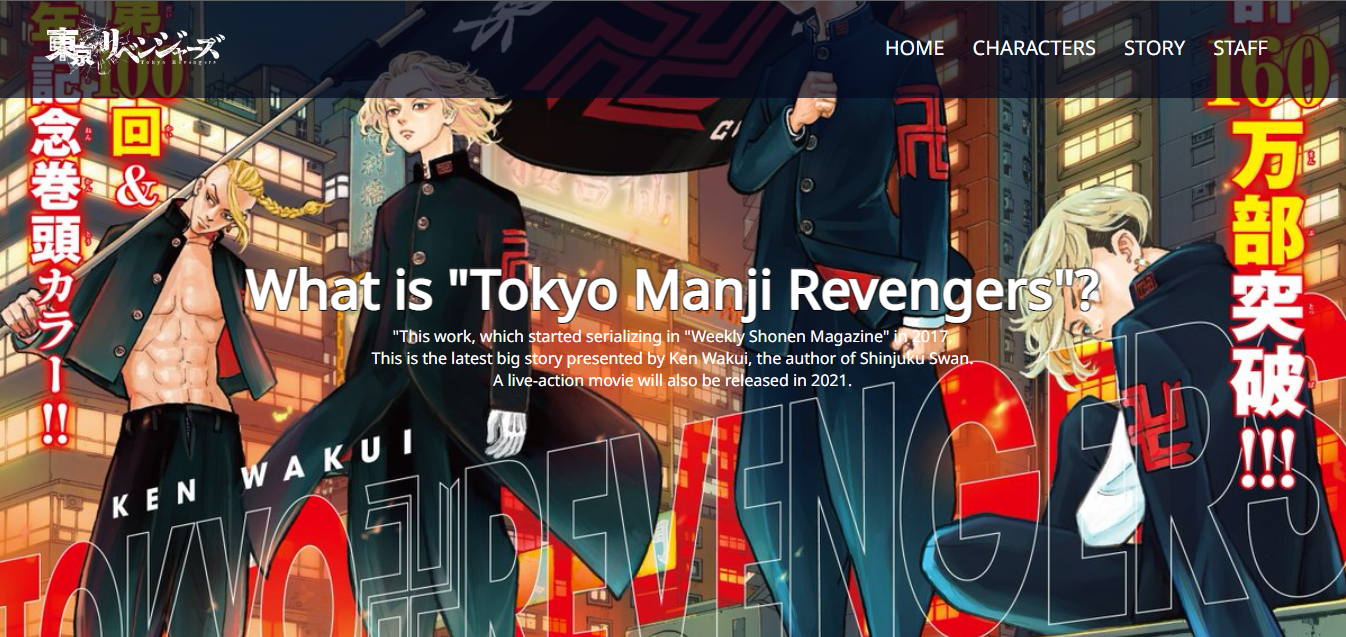 東京リベンジャーズ
Tokyo Revengers
HOME
CHARACTERS
STORY
STAFF
第100回&
年記念巻頭カラー!!
160万部突破!!!
What is "Tokyo Manji Revengers"?
"This work, which started serializing in "Weekly Shonen Magazine" in 2017.
This is the latest big story presented by Ken Wakui, the author of Shinjuku Swan.
A live-action movie will also be released in 2021.
KEN WAKUI
TOKYO卍REVENGERS